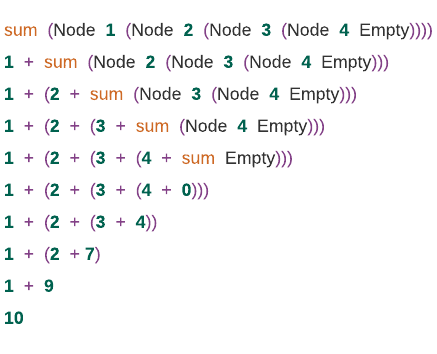 sum (Node 1 (Node 2 (Node 3 (Node 4 Empty))))
1 + sum (Node 2 (Node 3 (Node 4 Empty)))
1 + (2 + sum (Node 3 (Node 4 Empty)))
1 + (2 + (3 + sum (Node 4 Empty)))
1 + (2 + (3 + (4 + sum Empty)))
1 + (2 + (3 + (4 + 0)))
1 + (2 + (3 + 4))
1 + (2 + 7)
1 + 9
10